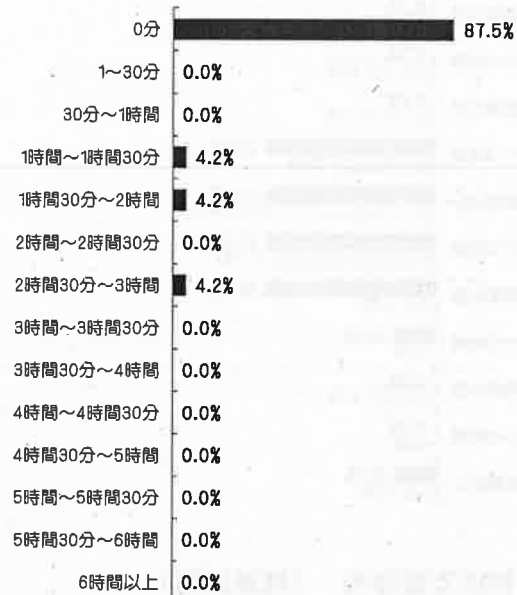 0分 87.5%
1~30分 0.0%
30分~1時間 0.0%
1時間~1時間30分 4.2%
1時間30分~2時間 4.2%
2時間~2時間30分 0.0%
2時間30分~3時間 4.2%
3時間~3時間30分 0.0%
3時間30分~4時間 0.0%
4時間~4時間30分 0.0%
4時間30分~5時間 0.0%
5時間~5時間30分 0.0%
5時間30分~6時間 0.0%
6時間以上 0.0%